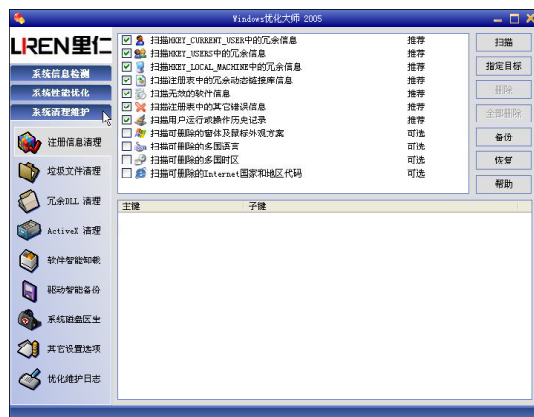 Windows优化大师 2005
LIREN里仁
系统信息检测
系统性能优化
系统清理维护
注册信息清理
垃圾文件清理
冗余DLL 清理
ActiveX 清理
软件智能卸载
驱动智能备份
系统磁盘医生
其它设置选项
优化维护日志
扫描HKEY_CURRENT_USER中的冗余信息 推荐
扫描HKEY_USERS中的冗余信息 推荐
扫描HKEY_LOCAL_MACHINE中的冗余信息 推荐
扫描注册表中的冗余动态链接库信息 推荐
扫描无效的软件信息 推荐
扫描注册表中的其它错误信息 推荐
扫描用户运行或操作历史记录 推荐
扫描可删除的窗体及鼠标外观方案 可选
扫描可删除的多国语言 可选
扫描可删除的多国时区 可选
扫描可删除的Internet国家和地区代码 可选
扫描
指定目标
删除
全部删除
备份
恢复
帮助
主键 子键